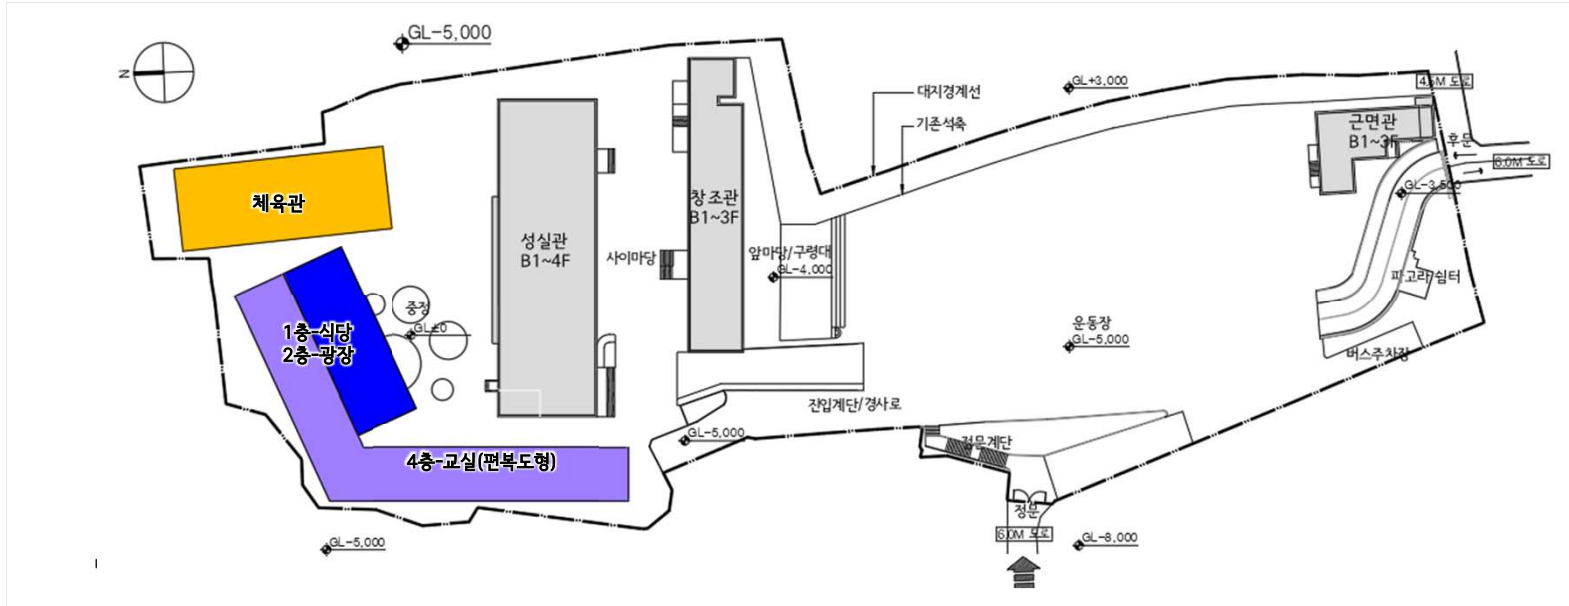 GL-5,000
N
대지경계선
GL+3,000
4.5M 도로
기존석축
근면관
B1~3F
후문
6.0M 도로
GL-3,500
체육관
성실관
B1~4F
사이마당
창조관
B1~3F
앞마당/구령대
GL-4,000
파고라/쉼터
중정
GL±0
1층-식당
2층-광장
운동장
GL-5,000
버스주차장
진입계단/경사로
GL-5,000
정문계단
4층-교실(편복도형)
정문
6.0M 도로
GL-5,000
GL-8,000